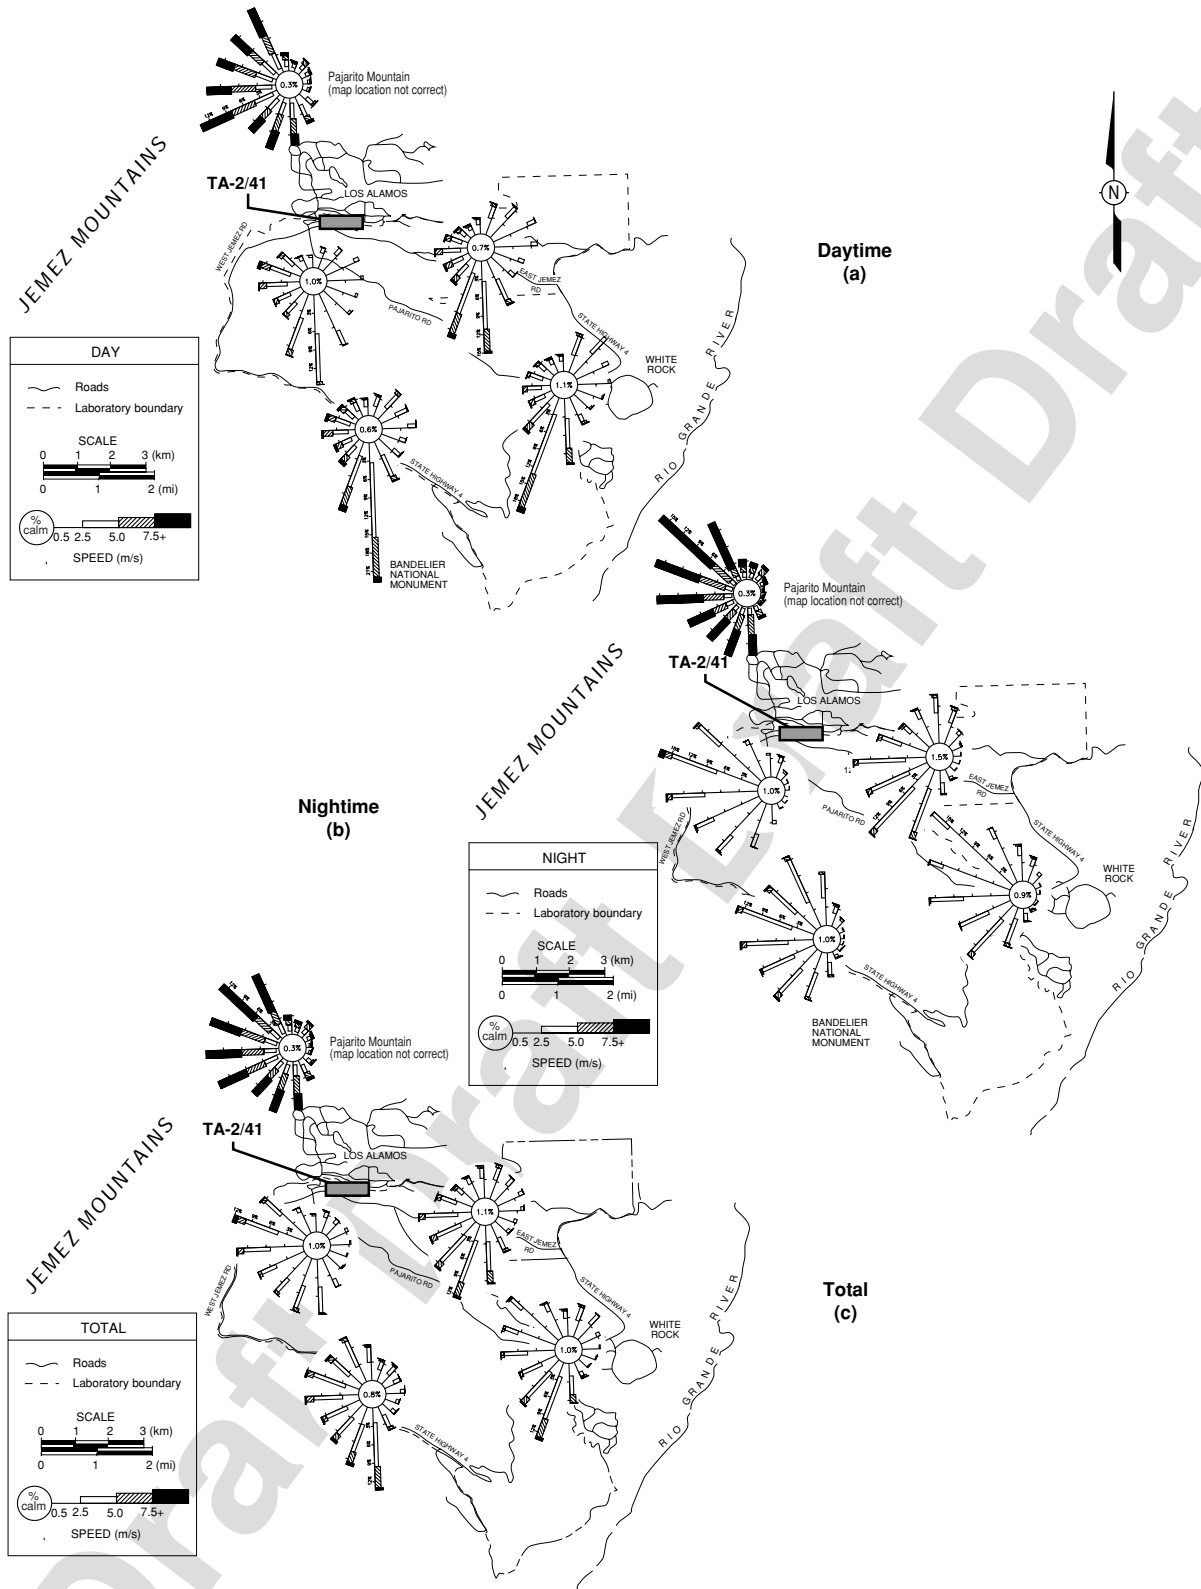 0.3%
Pajarito Mountain
(map location not correct)
JEMEZ MOUNTAINS
TA-2/41
LOS ALAMOS
WEST JEMEZ RD
0.7%
1.0%
EAST JEMEZ
RD
PAJARITO RD
STATE HIGHWAY 4
1.1%
WHITE
ROCK
RIO GRANDE RIVER
0.6%
STATE HIGHWAY 4
BANDELIER
NATIONAL
MONUMENT
Daytime
(a)
N
DAY
Roads
Laboratory boundary
SCALE
0 1 2 3 (km)
0 1 2 (mi)
%
calm
0.5 2.5 5.0 7.5+
SPEED (m/s)
0.3%
Pajarito Mountain
(map location not correct)
JEMEZ MOUNTAINS
TA-2/41
LOS ALAMOS
1.5%
1.0%
EAST JEMEZ
RD
PAJARITO RD
WEST JEMEZ RD
STATE HIGHWAY 4
0.9%
WHITE
ROCK
RIO GRANDE RIVER
1.0%
STATE HIGHWAY 4
BANDELIER
NATIONAL
MONUMENT
Nightime
(b)
NIGHT
Roads
Laboratory boundary
SCALE
0 1 2 3 (km)
0 1 2 (mi)
%
calm
0.5 2.5 5.0 7.5+
SPEED (m/s)
0.3%
Pajarito Mountain
(map location not correct)
JEMEZ MOUNTAINS
TA-2/41
LOS ALAMOS
1.1%
1.0%
EAST JEMEZ
RD
PAJARITO RD
WEST JEMEZ RD
STATE HIGHWAY 4
1.0%
WHITE
ROCK
RIO GRANDE RIVER
0.8%
STATE HIGHWAY 4
Total
(c)
TOTAL
Roads
Laboratory boundary
SCALE
0 1 2 3 (km)
0 1 2 (mi)
%
calm
0.5 2.5 5.0 7.5+
SPEED (m/s)
Draft Draft Draft Draft